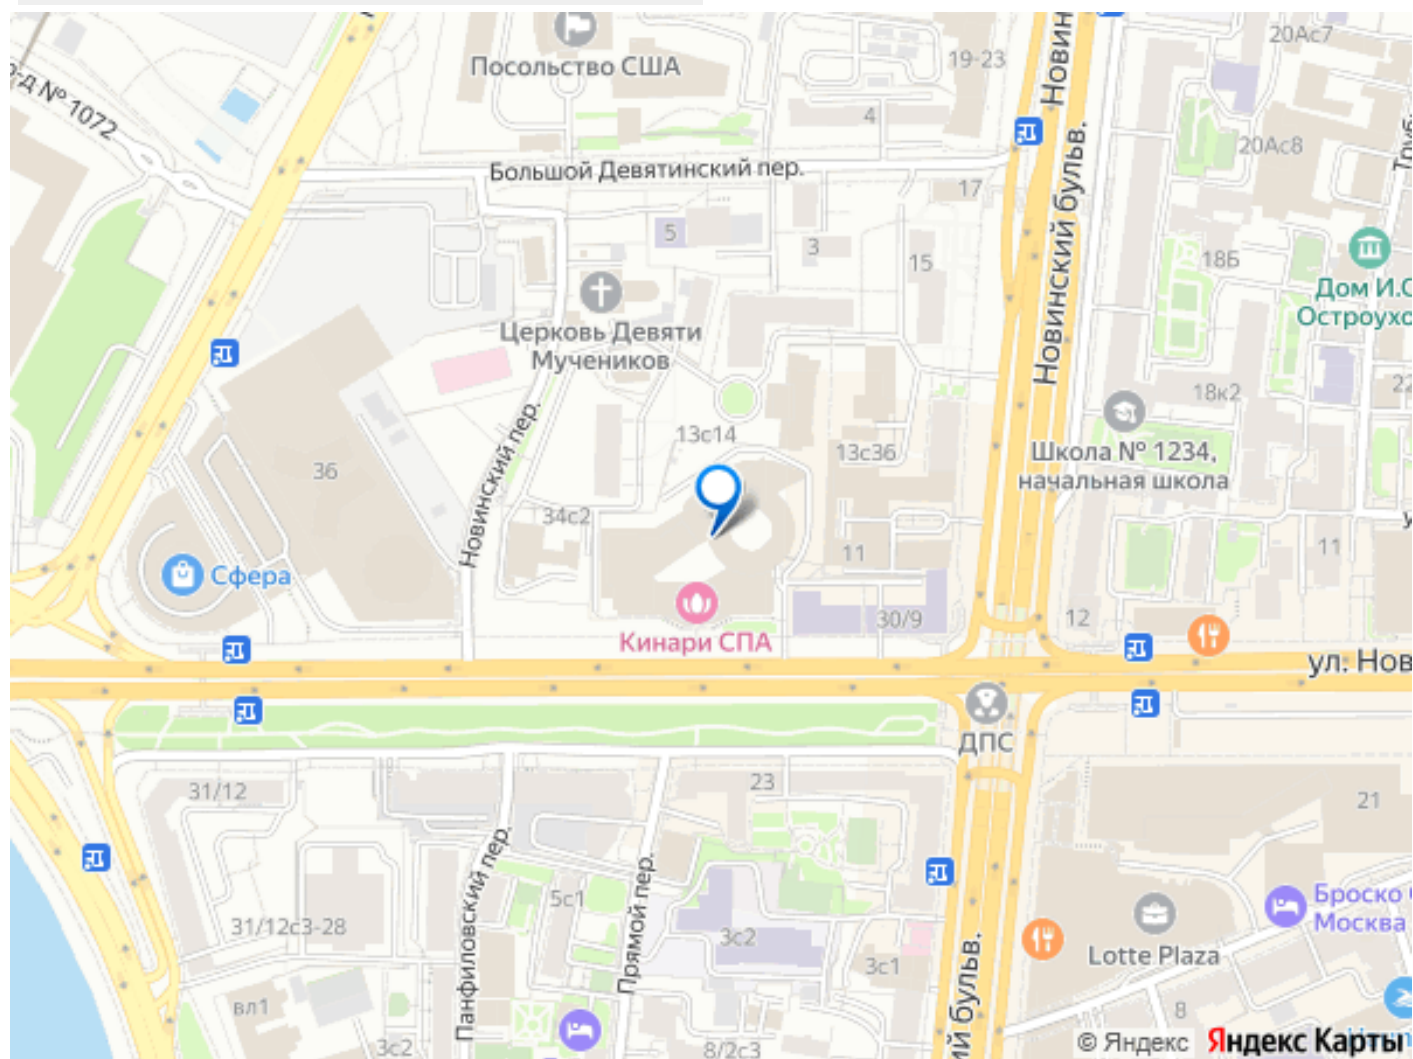 Новин
20Ас7
Посольство США
19-23
р-д № 1072
4
Новинский бульв.
20Ас8
Большой Девятинский пер.
17
5
3
15
18Б
Дом И.С
Остроухо
Церковь Девяти
Мучеников
22
18к2
Новинский пер.
13с14
13с36
Школа № 1234,
начальная школа
36
34с2
11
11
Сфера
30/9
12
Кинари СПА
ул. Нов
ДПС
31/12
23
21
Панфиловский пер.
Прямой пер.
5с1
Броско
Москва
31/12с3-28
3с2
3с1
Lotte Plaza
ий бульв.
вл1
8
3с2
8/2с3
© Яндекс Яндекс Карты